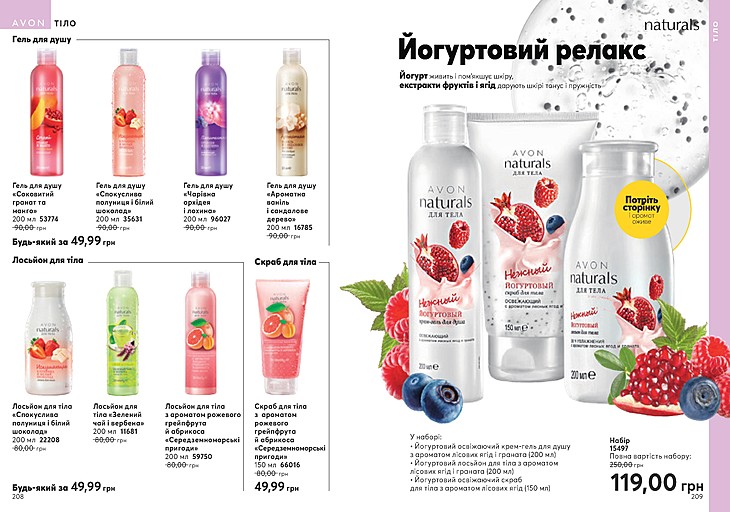 AVON ТІЛО
Гель для душу
Гель для душу
«Соковитий
гранат та
манго»
200 мл 53774
90,00 грн
Гель для душу
«Спокуслива
полуниця і білий
шоколад»
200 мл 35631
90,00 грн
Гель для душу
«Чарівна
орхідея
і лохина»
200 мл 96027
90,00 грн
Гель для душу
«Ароматна
ваніль
і сандалове
дерево»
200 мл 16785
90,00 грн
Будь-який за 49,99 грн
Лосьйон для тіла
Лосьйон для тіла
«Спокуслива
полуниця і білий
шоколад»
200 мл 22208
80,00 грн
Лосьйон для
тіла «Зелений
чай і вербена»
200 мл 11681
80,00 грн
Лосьйон для тіла
з ароматом рожевого
грейпфрута
й абрикоса
«Середземноморські
пригоди»
200 мл 59750
80,00 грн
Будь-який за 49,99 грн
Скраб для тіла
Скраб для тіла
з ароматом
рожевого
грейпфрута
й абрикоса
«Середземноморські
пригоди»
150 мл 66016
80,00 грн
49,99 грн
208
naturals
ТІЛО
Йогуртовий релакс
Йогурт живить і пом'якшує шкіру,
екстракти фруктів і ягід дарують шкірі тонус і пружність
Потріть
сторінку
і аромат
оживе
AVON
naturals
ДЛЯ ТЕЛА
Нежный
ЙОГУРТОВЫЙ
крем-гель для душа
ОСВЕЖАЮЩИЙ
200 мл
AVON
naturals
ДЛЯ ТЕЛА
Нежный
ЙОГУРТОВЫЙ
скраб для тела
ОСВЕЖАЮЩИЙ
150 мл
AVON
naturals
ДЛЯ ТЕЛА
Нежный
ЙОГУРТОВЫЙ
200 мл
У наборі:
• Йогуртовий освіжаючий крем-гель для душу
з ароматом лісових ягід і граната (200 мл)
• Йогуртовий лосьйон для тіла з ароматом
лісових ягід і граната (200 мл)
• Йогуртовий освіжаючий скраб
для тіла з ароматом лісових ягід (150 мл)
Набір
15497
Повна вартість набору:
250,00 грн
119,00 грн
209